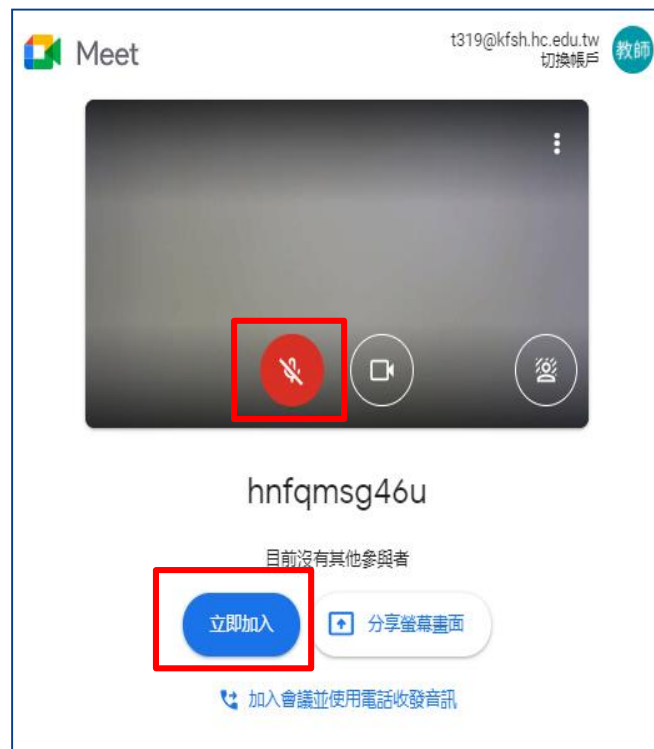 Meet
t319@kfsh.hc.edu.tw
切換帳戶
教師
hnfqmsg46u
目前沒有其他參與者
立即加入
分享螢幕畫面
加入會議並使用電話收發音訊